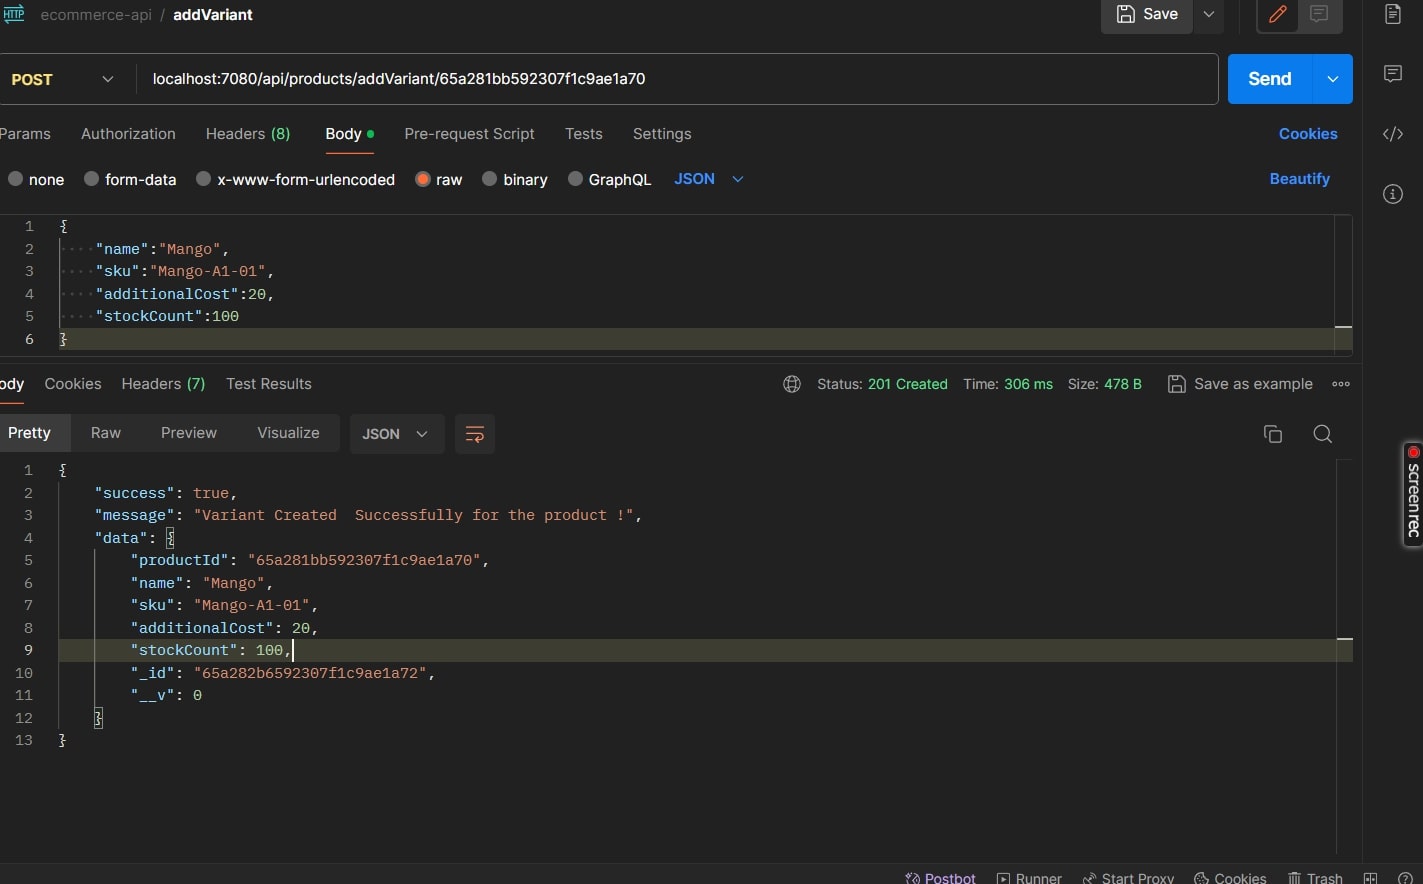 HTTP ecommerce-api / addVariant Save
POST localhost:7080/api/products/addVariant/65a281bb592307f1c9ae1a70 Send
Params Authorization Headers (8) Body Pre-request Script Tests Settings Cookies
none form-data x-www-form-urlencoded raw binary GraphQL JSON Beautify
1 {
2 "name":"Mango",
3 "sku":"Mango-A1-01",
4 "additionalCost":20,
5 "stockCount":100
6 }
ody Cookies Headers (7) Test Results Status: 201 Created Time: 306 ms Size: 478 B Save as example
Pretty Raw Preview Visualize JSON
1 {
2 "success": true,
3 "message": "Variant Created  Successfully for the product !",
4 "data": {
5 "productId": "65a281bb592307f1c9ae1a70",
6 "name": "Mango",
7 "sku": "Mango-A1-01",
8 "additionalCost": 20,
9 "stockCount": 100,
10 "_id": "65a282b6592307f1c9ae1a72",
11 "__v": 0
12 }
13 }
screenrec
Postbot Runner Start Proxy Cookies Trash